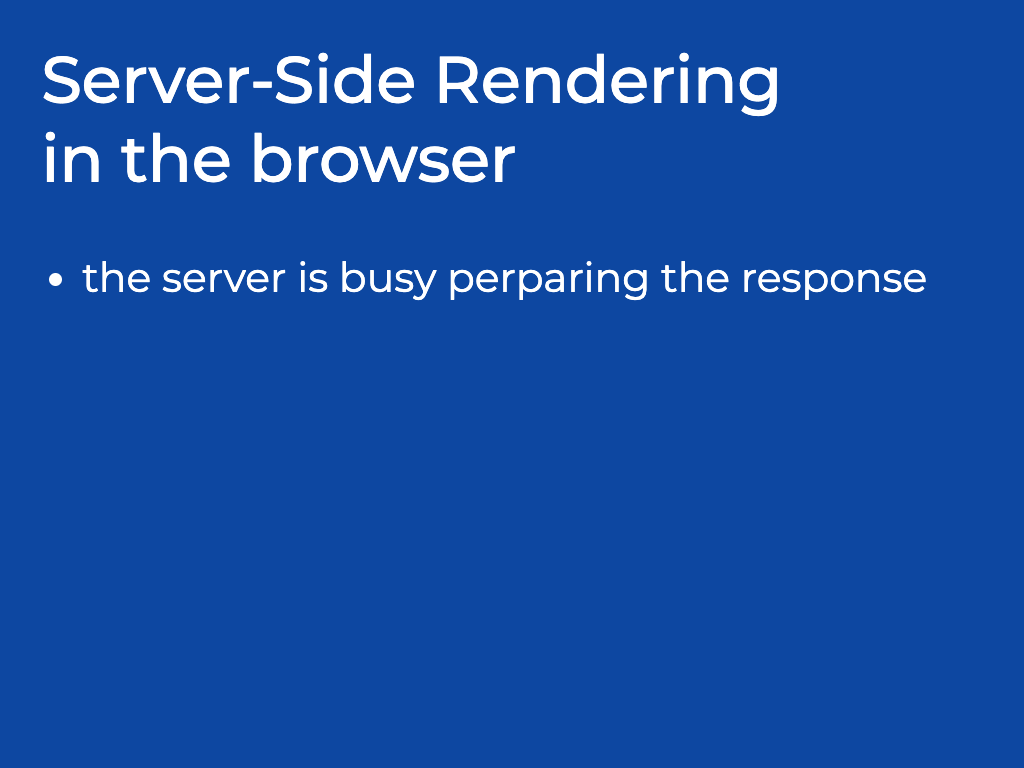 Server-Side Rendering
in the browser
• the server is busy perparing the response